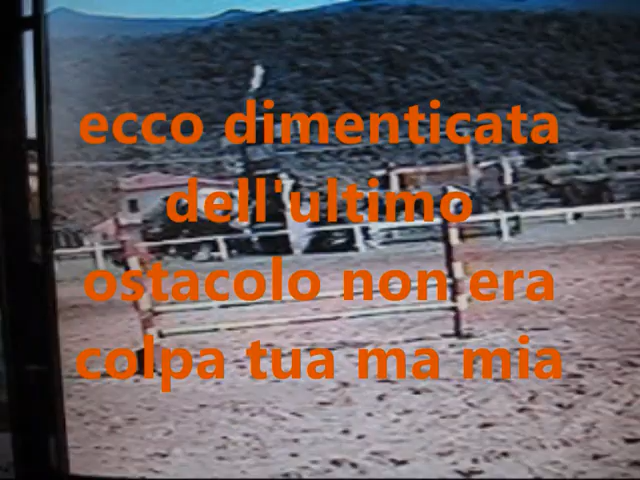 ecco dimenticata
dell'ultimo
ostacolo non era
colpa tua ma mia